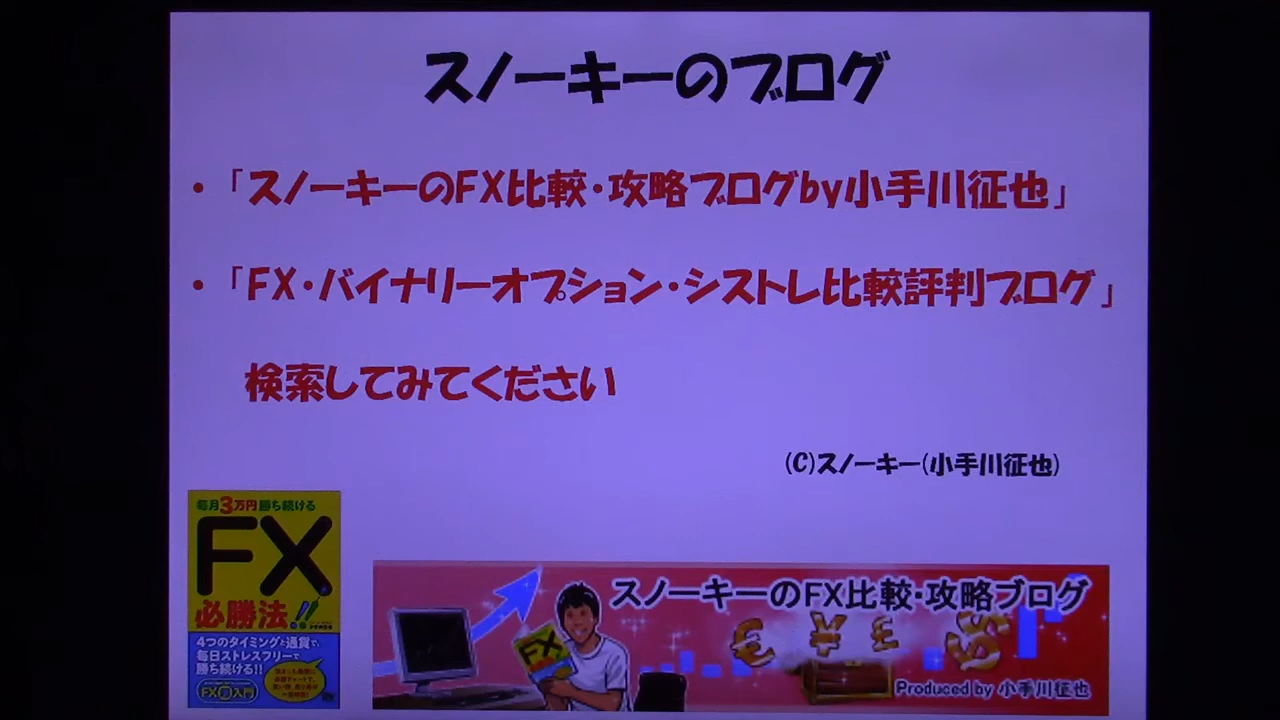 スノーキーのブログ
・「スノーキーのFX比較・攻略ブログby小手川征也」
・「FX・バイナリーオプション・シストレ比較評判ブログ」
検索してみてください
(C)スノーキー(小手川征也)
毎月3万円勝ち続ける
FX
必勝法!!
4つのタイミングと通貨で、
毎日ストレスフリーで
勝ち続ける!!
FX超入門
FX
スノーキーのFX比較・攻略ブログ
€ ¥ £ $
Produced by 小手川征也